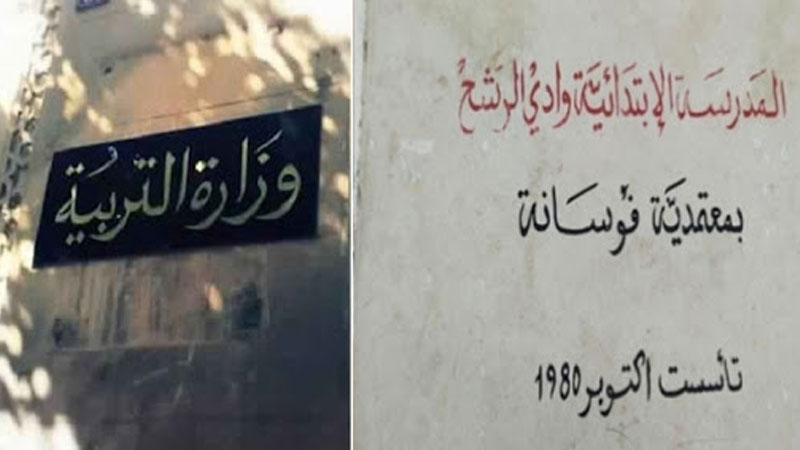 وزارة التربية
المدرسة الإبتدائية وادي الرشح
بمعتمدية فوسانة
تأسست اكتوبر 1980